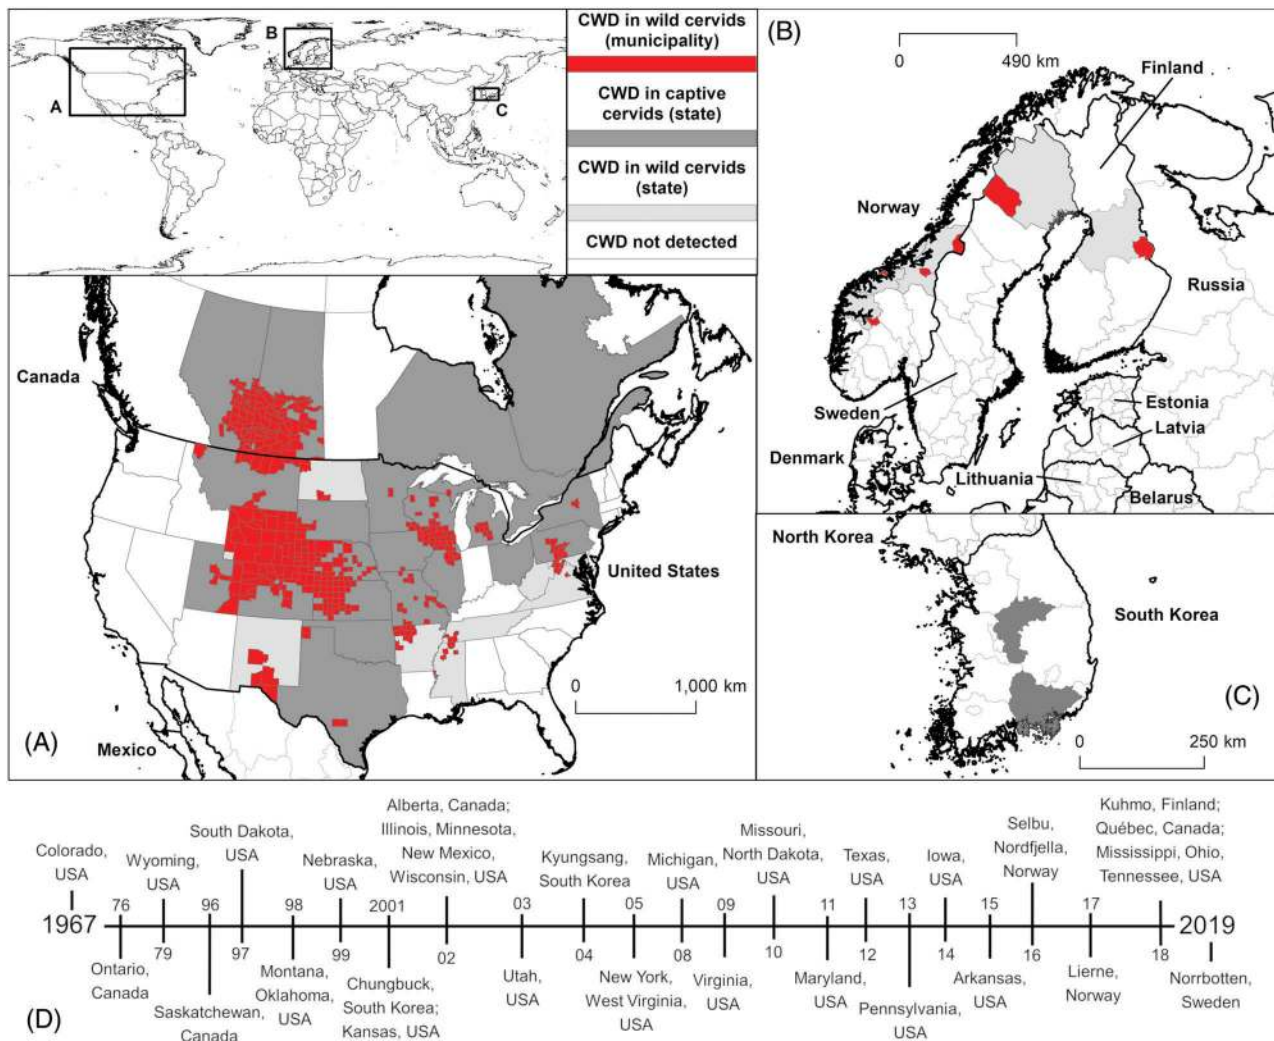 B
A
C
CWD in wild cervids
(municipality)
CWD in captive
cervids (state)
CWD in wild cervids
(state)
CWD not detected
(B)
0
490 km
Finland
Norway
Russia
Sweden
Estonia
Latvia
Denmark
Lithuania
Belarus
Canada
United States
0
1,000 km
Mexico
(A)
North Korea
South Korea
(C)
0
250 km
Colorado,
USA
Wyoming,
USA
South Dakota,
USA
Nebraska,
USA
Alberta, Canada;
Illinois, Minnesota,
New Mexico,
Wisconsin, USA
Kyungsang,
South Korea
Michigan,
USA
Missouri,
North Dakota,
USA
Texas,
USA
Iowa,
USA
Selbu,
Nordfjella,
Norway
Kuhmo, Finland;
Québec, Canada;
Mississippi, Ohio,
Tennessee, USA
1967
76
79
96
97
98
99
2001
02
03
04
05
08
09
10
11
12
13
14
15
16
17
18
2019
Ontario,
Canada
Saskatchewan,
Canada
Montana,
Oklahoma,
USA
Chungbuck,
South Korea;
Kansas, USA
Utah,
USA
New York,
West Virginia,
USA
Virginia,
USA
Maryland,
USA
Pennsylvania,
USA
Arkansas,
USA
Lierne,
Norway
Norrbotten,
Sweden
(D)